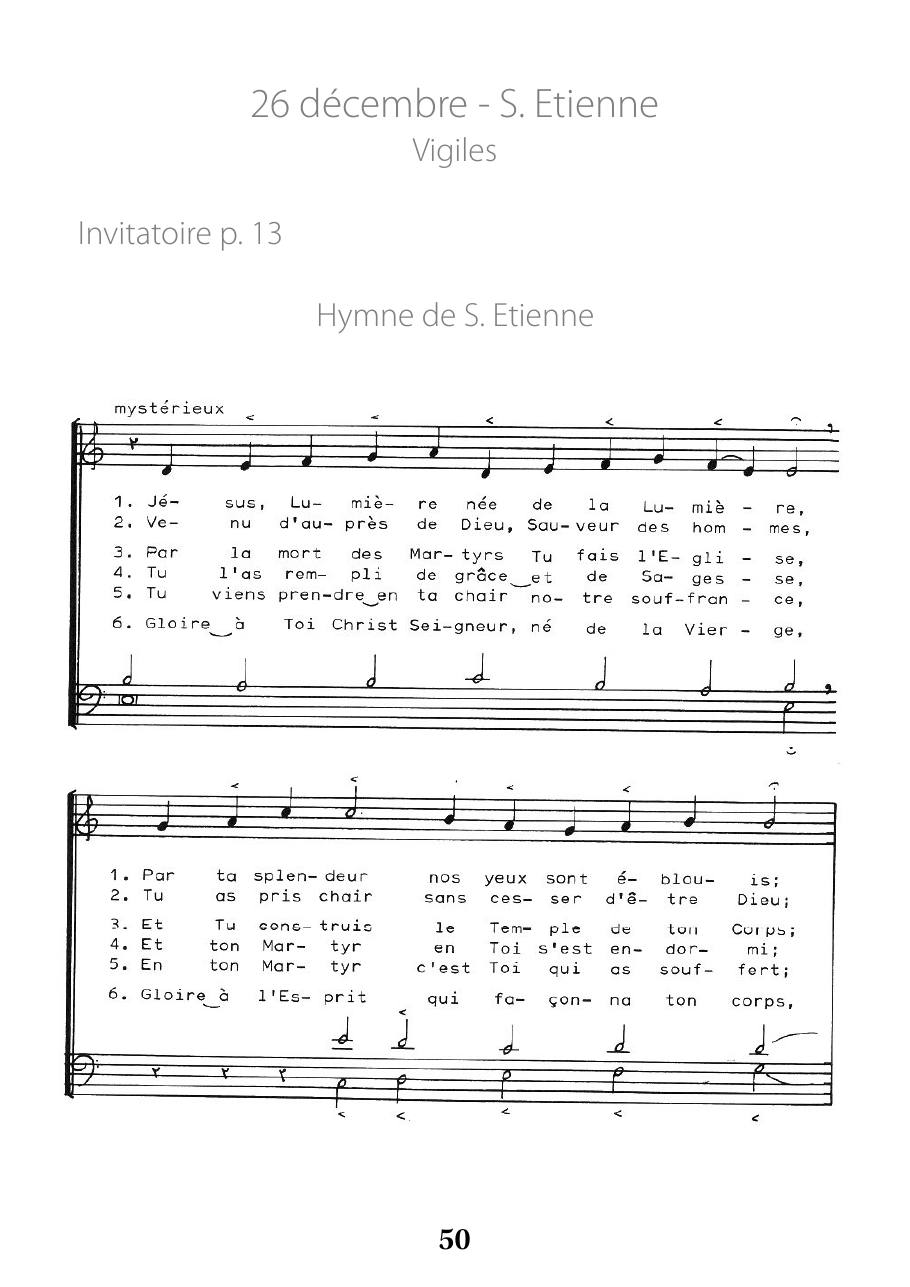 26 décembre - S. Etienne
Vigiles
Invitatoire p. 13
Hymne de S. Etienne
mystérieux
1. Jé- sus, Lu- miè- re née de la Lu- miè - re,
2. Ve- nu d'au- près de Dieu, Sau- veur des hom - mes,
3. Par la mort des Mar- tyrs Tu fais l'E- gli - se,
4. Tu l'as rem- pli de grâce et de Sa- ges - se,
5. Tu viens pren- dre en ta chair no- tre souf- fran - ce,
6. Gloire à Toi Christ Sei- gneur, né de la Vier - ge,
1. Par ta splen- deur nos yeux sont é- blou- is;
2. Tu as pris chair sans ces- ser d'ê- tre Dieu;
3. Et Tu cons- truis le Tem- ple de ton Corps;
4. Et ton Mar- tyr en Toi s'est en- dor- mi;
5. En ton Mar- tyr c'est Toi qui as souf- fert;
6. Gloire à l'Es- prit qui fa- çon- na ton corps,
50